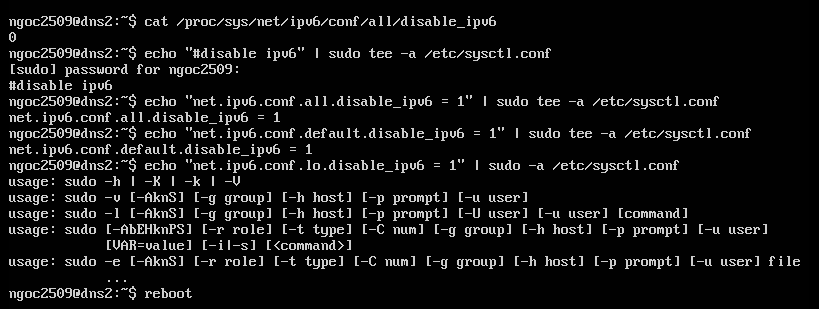 ngoc2509@dns2:~$ cat /proc/sys/net/ipv6/conf/all/disable_ipv6
0
ngoc2509@dns2:~$ echo "#disable ipv6" | sudo tee -a /etc/sysctl.conf
[sudo] password for ngoc2509:
#disable ipv6
ngoc2509@dns2:~$ echo "net.ipv6.conf.all.disable_ipv6 = 1" | sudo tee -a /etc/sysctl.conf
net.ipv6.conf.all.disable_ipv6 = 1
ngoc2509@dns2:~$ echo "net.ipv6.conf.default.disable_ipv6 = 1" | sudo tee -a /etc/sysctl.conf
net.ipv6.conf.default.disable_ipv6 = 1
ngoc2509@dns2:~$ echo "net.ipv6.conf.lo.disable_ipv6 = 1" | sudo -a /etc/sysctl.conf
usage: sudo -h | -K | -k | -V
usage: sudo -v [-AknS] [-g group] [-h host] [-p prompt] [-u user]
usage: sudo -l [-AknS] [-g group] [-h host] [-p prompt] [-U user] [-u user] [command]
usage: sudo [-AbEHknPS] [-r role] [-t type] [-C num] [-g group] [-h host] [-p prompt] [-u user]
[VAR=value] [-i|-s] [<command>]
usage: sudo -e [-AknS] [-r role] [-t type] [-C num] [-g group] [-h host] [-p prompt] [-u user] file
...
ngoc2509@dns2:~$ reboot